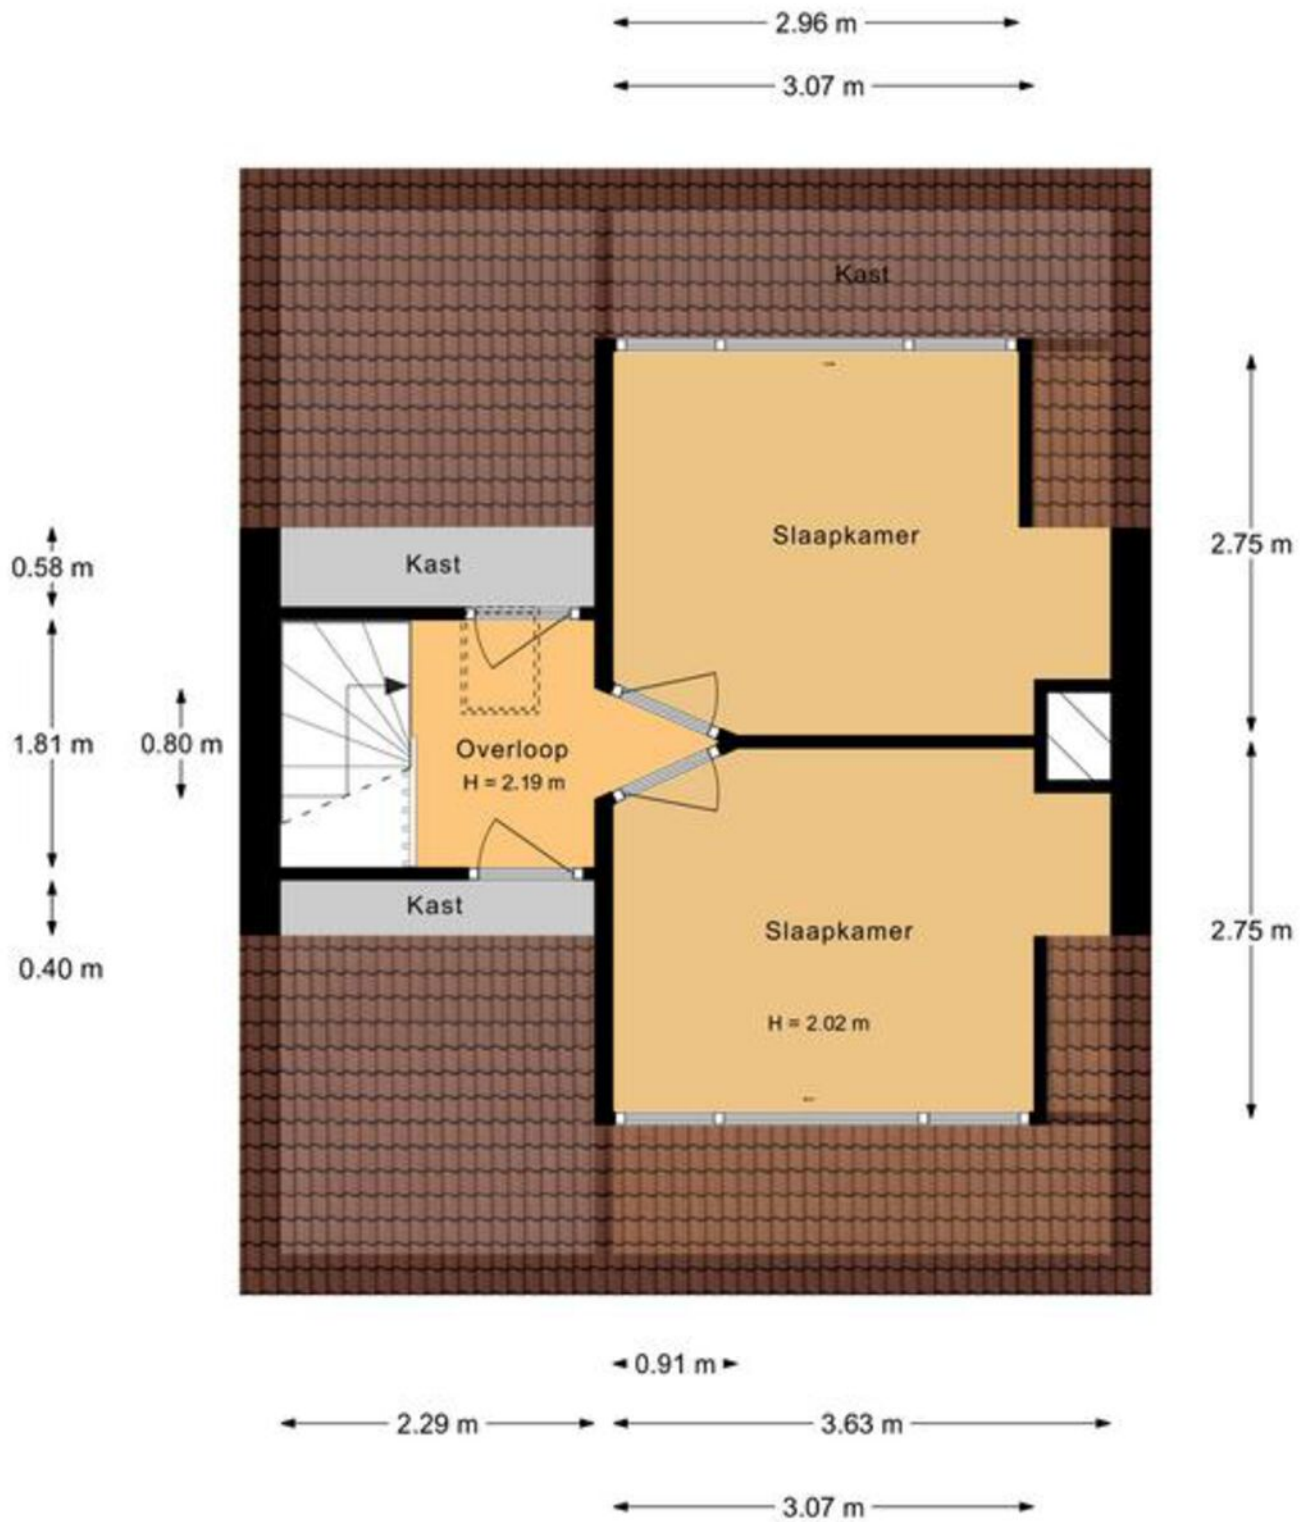 2.96 m
3.07 m
Kast
Slaapkamer
2.75 m
0.58 m
Kast
1.81 m
0.80 m
Overloop
H = 2.19 m
Kast
0.40 m
Slaapkamer
2.75 m
H = 2.02 m
0.91 m
2.29 m
3.63 m
3.07 m